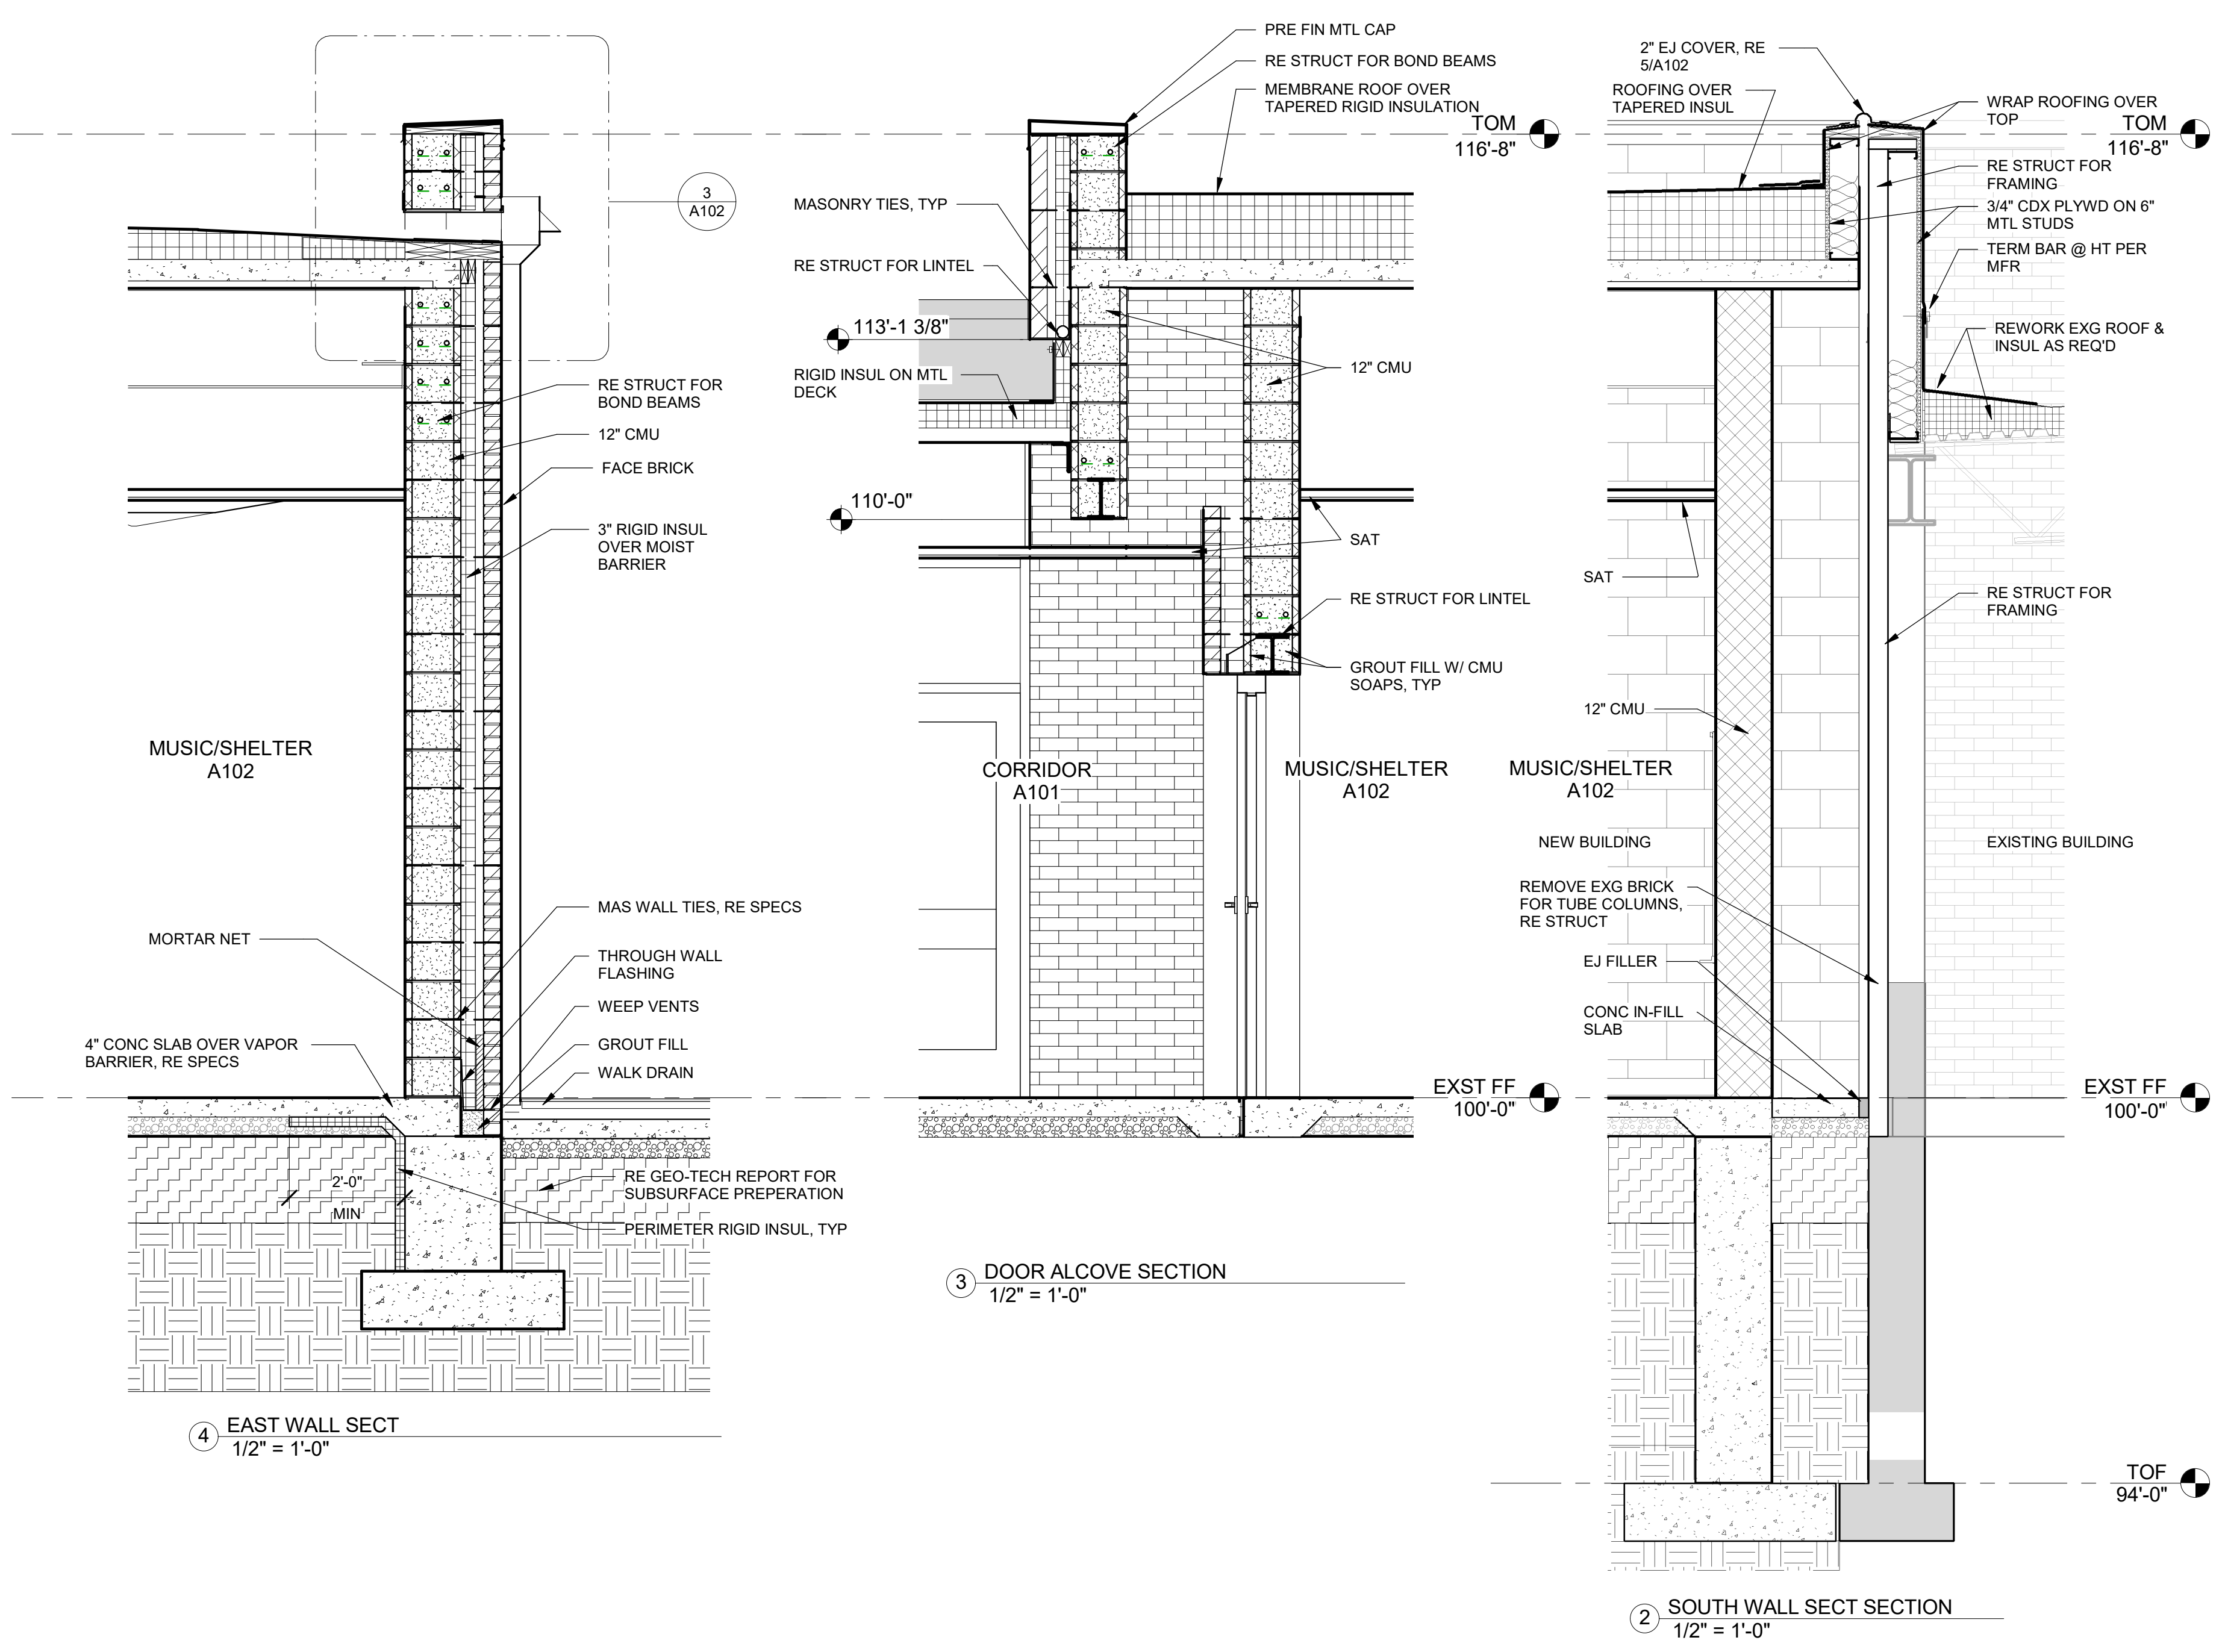 3
A102
RE STRUCT FOR
BOND BEAMS
12" CMU
FACE BRICK
3" RIGID INSUL
OVER MOIST
BARRIER
MUSIC/SHELTER
A102
MAS WALL TIES, RE SPECS
MORTAR NET
THROUGH WALL
FLASHING
WEEP VENTS
4" CONC SLAB OVER VAPOR
BARRIER, RE SPECS
GROUT FILL
WALK DRAIN
2'-0"
MIN
RE GEO-TECH REPORT FOR
SUBSURFACE PREPERATION
PERIMETER RIGID INSUL, TYP
4
EAST WALL SECT
1/2" = 1'-0"
PRE FIN MTL CAP
RE STRUCT FOR BOND BEAMS
MEMBRANE ROOF OVER
TAPERED RIGID INSULATION
TOM
116'-8"
MASONRY TIES, TYP
RE STRUCT FOR LINTEL
113'-1 3/8"
RIGID INSUL ON MTL
DECK
12" CMU
110'-0"
SAT
RE STRUCT FOR LINTEL
GROUT FILL W/ CMU
SOAPS, TYP
CORRIDOR
A101
MUSIC/SHELTER
A102
EXST FF
100'-0"
3
DOOR ALCOVE SECTION
1/2" = 1'-0"
2" EJ COVER, RE
5/A102
ROOFING OVER
TAPERED INSUL
WRAP ROOFING OVER
TOP
TOM
116'-8"
RE STRUCT FOR
FRAMING
3/4" CDX PLYWD ON 6"
MTL STUDS
TERM BAR @ HT PER
MFR
REWORK EXG ROOF &
INSUL AS REQ'D
SAT
RE STRUCT FOR
FRAMING
12" CMU
MUSIC/SHELTER
A102
NEW BUILDING
EXISTING BUILDING
REMOVE EXG BRICK
FOR TUBE COLUMNS,
RE STRUCT
EJ FILLER
CONC IN-FILL
SLAB
EXST FF
100'-0"
TOF
94'-0"
2
SOUTH WALL SECT SECTION
1/2" = 1'-0"